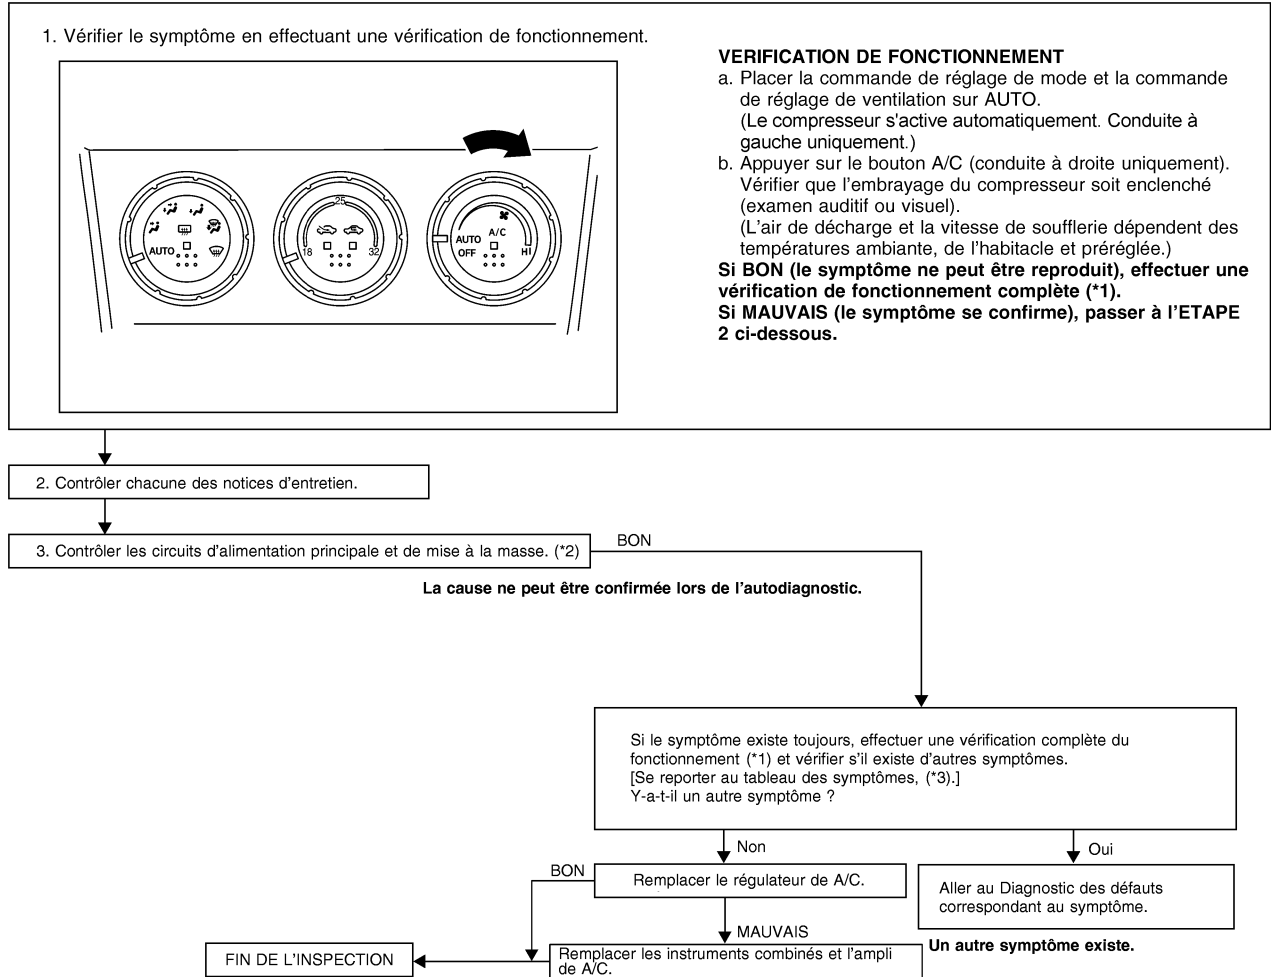 1. Vérifier le symptôme en effectuant une vérification de fonctionnement.
VERIFICATION DE FONCTIONNEMENT
a. Placer la commande de réglage de mode et la commande
de réglage de ventilation sur AUTO.
(Le compresseur s'active automatiquement. Conduite à
gauche uniquement.)
b. Appuyer sur le bouton A/C (conduite à droite uniquement).
Vérifier que l'embrayage du compresseur soit enclenché
(examen auditif ou visuel).
(L'air de décharge et la vitesse de soufflerie dépendent des
températures ambiante, de l'habitacle et préréglée.)
Si BON (le symptôme ne peut être reproduit), effectuer une
vérification de fonctionnement complète (*1).
Si MAUVAIS (le symptôme se confirme), passer à l'ETAPE
2 ci-dessous.
AUTO
25
18
32
AUTO
A/C
OFF
HI
2. Contrôler chacune des notices d'entretien.
3. Contrôler les circuits d'alimentation principale et de mise à la masse. (*2)
BON
La cause ne peut être confirmée lors de l'autodiagnostic.
Si le symptôme existe toujours, effectuer une vérification complète du
fonctionnement (*1) et vérifier s'il existe d'autres symptômes.
[Se reporter au tableau des symptômes, (*3).]
Y-a-t-il un autre symptôme ?
Non
Oui
BON
Remplacer le régulateur de A/C.
Aller au Diagnostic des défauts
correspondant au symptôme.
MAUVAIS
Un autre symptôme existe.
FIN DE L'INSPECTION
Remplacer les instruments combinés et l'ampli
de A/C.